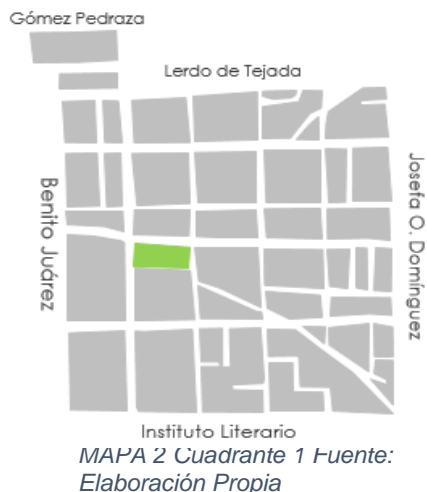 Gómez Pedraza
Lerdo de Tejada
Benito Juárez
Josefa O. Domínguez
Instituto Literario
MAPA 2 Cuadrante 1 Fuente:
Elaboración Propia